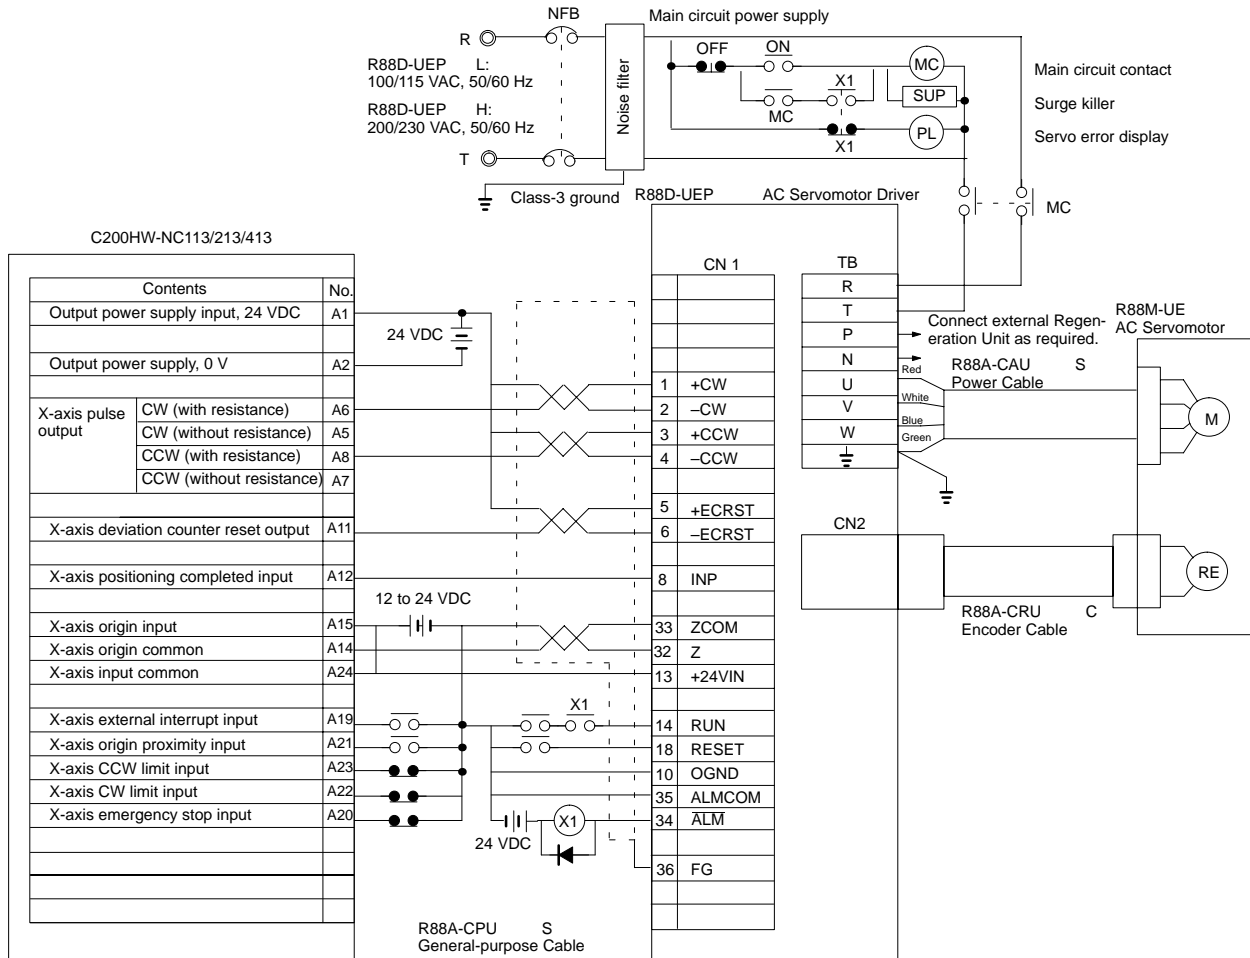 NFB
Main circuit power supply
R
OFF
ON
R88D-UEP L:
100/115 VAC, 50/60 Hz
MC
Main circuit contact
Noise filter
X1
SUP
Surge killer
R88D-UEP H:
200/230 VAC, 50/60 Hz
MC
PL
Servo error display
X1
T
Class-3 ground
R88D-UEP
AC Servomotor Driver
MC
C200HW-NC113/213/413
CN 1
TB
Contents
No.
R
Output power supply input, 24 VDC
A1
T
R88M-UE
AC Servomotor
24 VDC
P
Connect external Regen-
eration Unit as required.
Output power supply, 0 V
A2
N
Red
R88A-CAU S
Power Cable
1 +CW
U
White
X-axis pulse
output
CW (with resistance)
A6
2 –CW
V
M
CW (without resistance)
A5
3 +CCW
Blue
W
CCW (with resistance)
A8
4 –CCW
Green
CCW (without resistance)
A7
5 +ECRST
CN2
X-axis deviation counter reset output
A11
6 –ECRST
X-axis positioning completed input
A12
8 INP
RE
12 to 24 VDC
R88A-CRU C
Encoder Cable
X-axis origin input
A15
33 ZCOM
X-axis origin common
A14
32 Z
X-axis input common
A24
13 +24VIN
X1
X-axis external interrupt input
A19
14 RUN
X-axis origin proximity input
A21
18 RESET
X-axis CCW limit input
A23
10 OGND
X-axis CW limit input
A22
35 ALMCOM
X-axis emergency stop input
A20
X1
34 ALM
24 VDC
36 FG
R88A-CPU S
General-purpose Cable